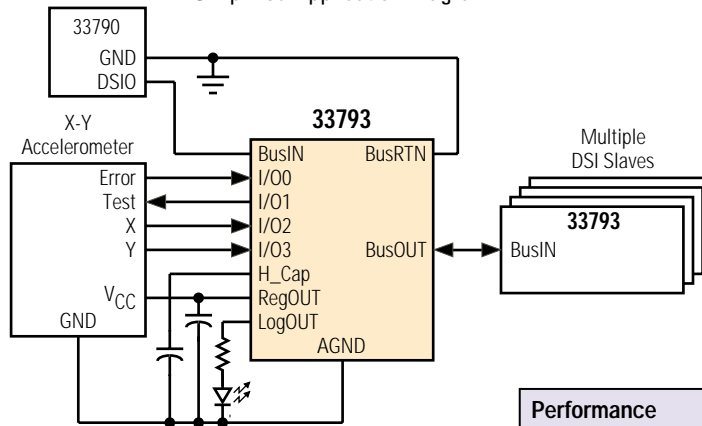 33790
GND
DSIO
X-Y
Accelerometer
Error
Test
X
Y
VCC
GND
33793
BusIN
BusRTN
I/O0
I/O1
I/O2
I/O3
BusOUT
H_Cap
RegOUT
LogOUT
AGND
Multiple
DSI Slaves
33793
BusIN
Performance